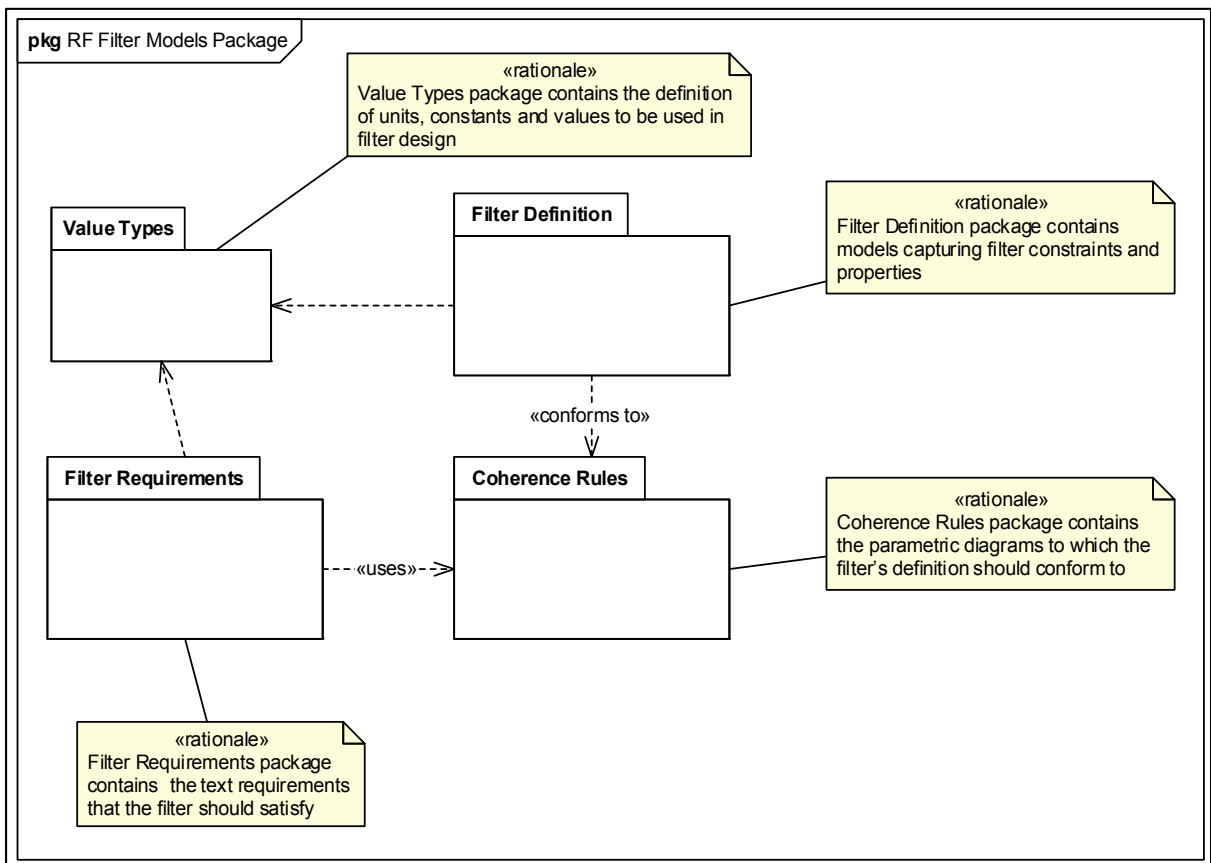 pkg RF Filter Models Package
«rationale»
Value Types package contains the definition
of units, constants and values to be used in
filter design
Value Types
Filter Definition
«rationale»
Filter Definition package contains
models capturing filter constraints and
properties
«conforms to»
Filter Requirements
Coherence Rules
«rationale»
Coherence Rules package contains
the parametric diagrams to which the
filter's definition should conform to
«uses»
«rationale»
Filter Requirements package
contains the text requirements
that the filter should satisfy